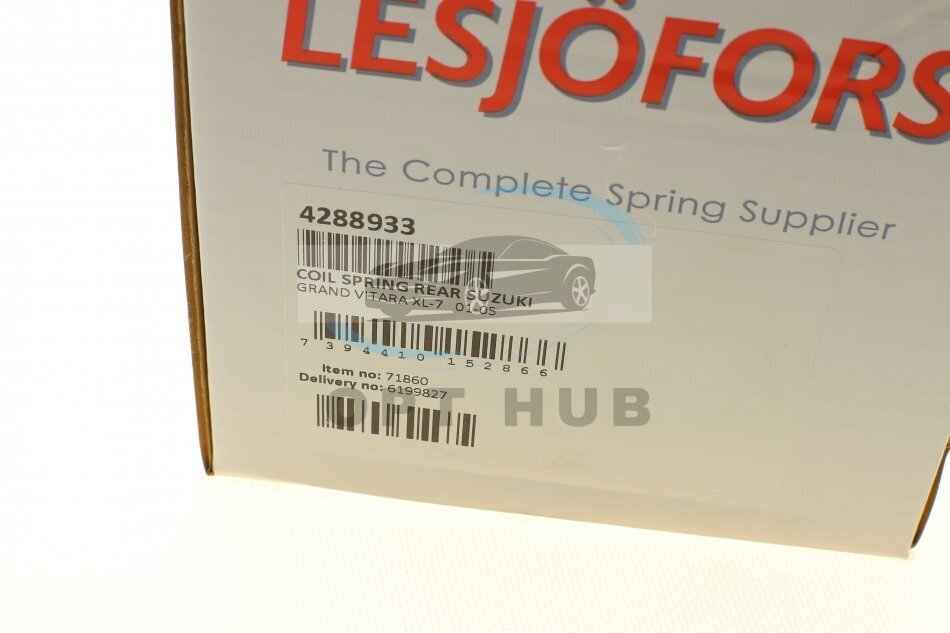 LESJÖFORS
The Complete Spring Supplier
4288933
COIL SPRING REAR SUZUKI
GRAND VITARA XL-7 01-05
7 394410 152866
Item no: 71860
Delivery no: 6199827
OPT HUB